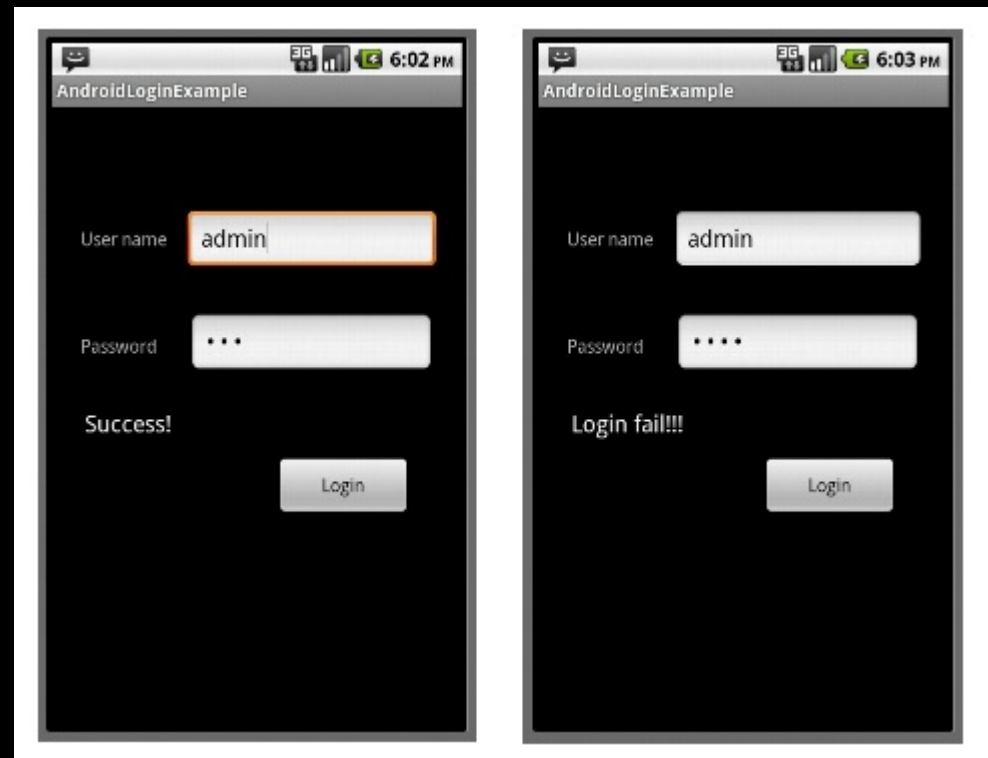 6:02 PM
AndroidLoginExample
User name admin
Password •••
Success!
Login
6:03 PM
AndroidLoginExample
User name admin
Password ••••
Login fail!!!
Login